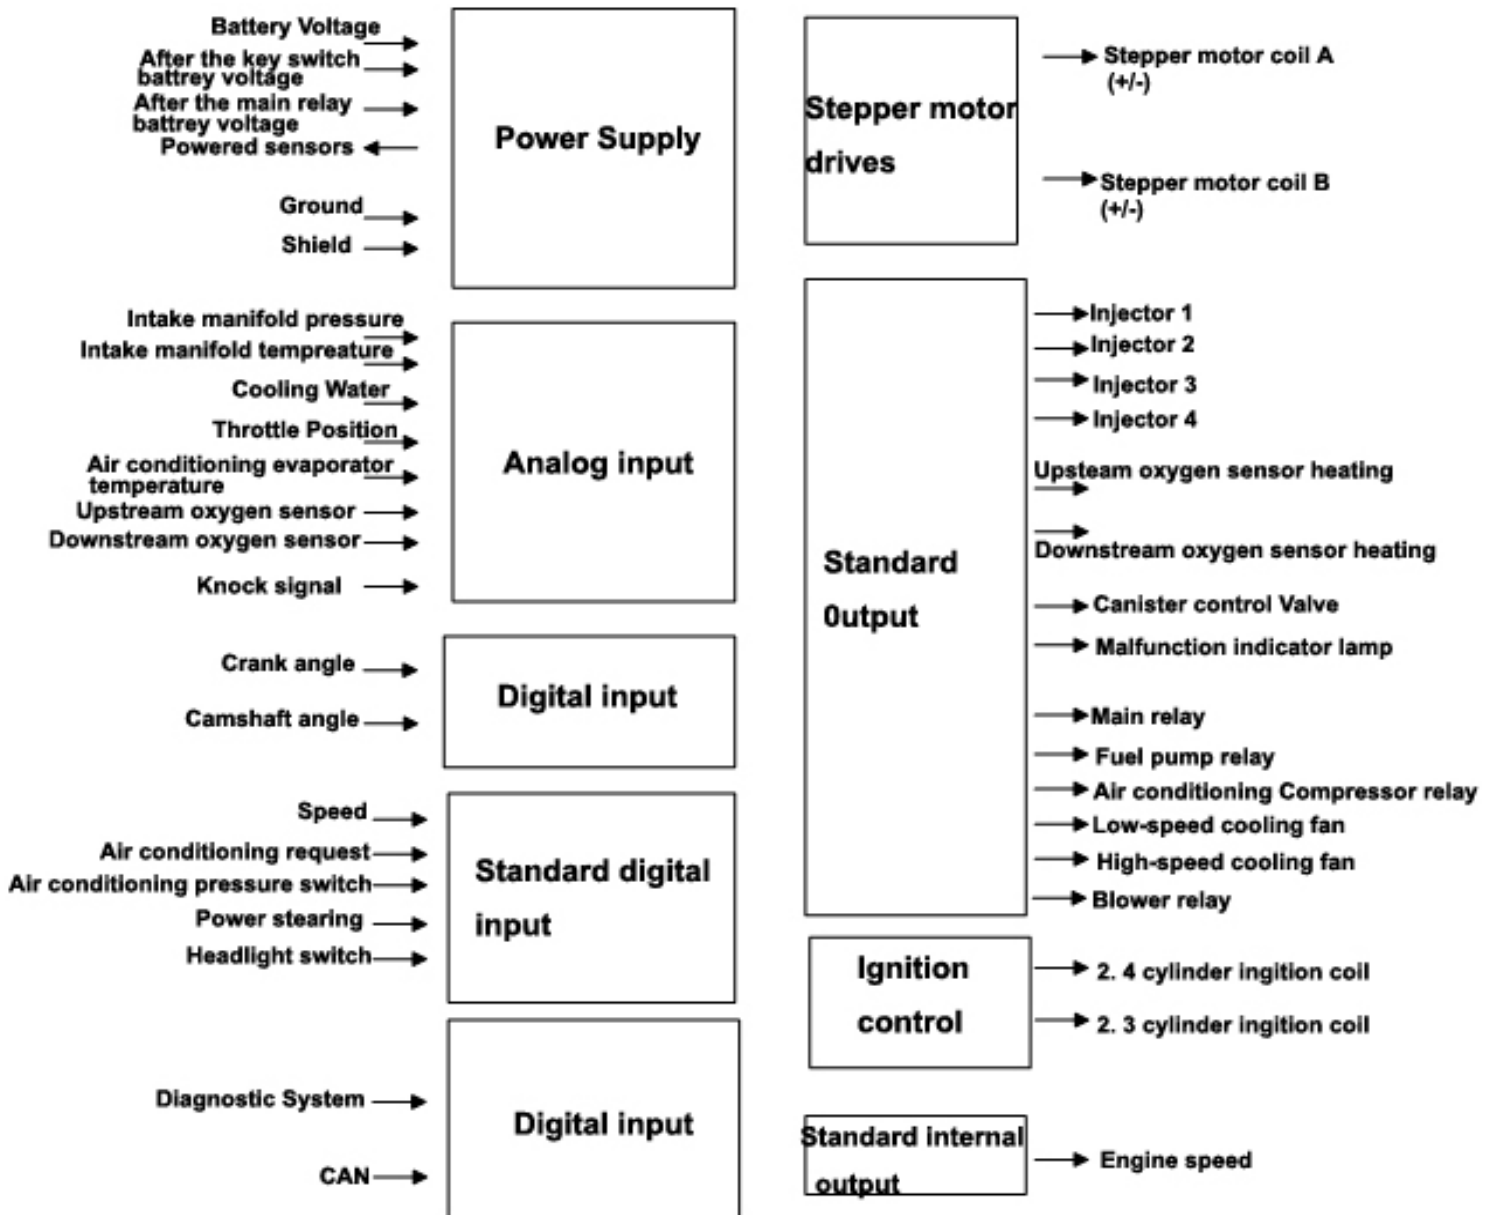 Battery Voltage
After the key switch
battrey voltage
After the main relay
battrey voltage
Powered sensors
Ground
Shield
Power Supply
Intake manifold pressure
Intake manifold tempreature
Cooling Water
Throttle Position
Air conditioning evaporator
temperature
Upstream oxygen sensor
Downstream oxygen sensor
Knock signal
Analog input
Crank angle
Camshaft angle
Digital input
Speed
Air conditioning request
Air conditioning pressure switch
Power stearing
Headlight switch
Standard digital
input
Diagnostic System
CAN
Digital input
Stepper motor
drives
Stepper motor coil A
(+/-)
Stepper motor coil B
(+/-)
Standard
0utput
Injector 1
Injector 2
Injector 3
Injector 4
Upsteam oxygen sensor heating
Downstream oxygen sensor heating
Canister control Valve
Malfunction indicator lamp
Main relay
Fuel pump relay
Air conditioning Compressor relay
Low-speed cooling fan
High-speed cooling fan
Blower relay
Ignition
control
2. 4 cylinder ingition coil
2. 3 cylinder ingition coil
Standard internal
output
Engine speed